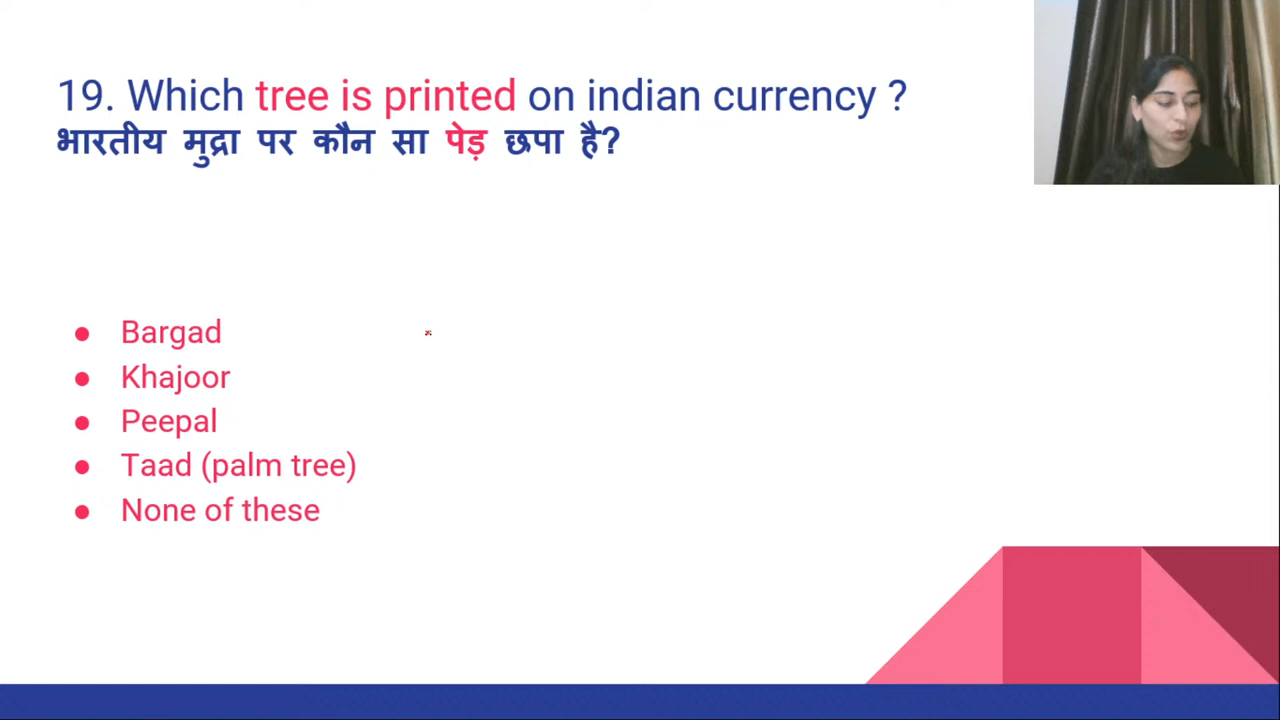 19. Which tree is printed on indian currency ?
भारतीय मुद्रा पर कौन सा पेड़ छपा है?
Bargad
Khajoor
Peepal
Taad (palm tree)
None of these